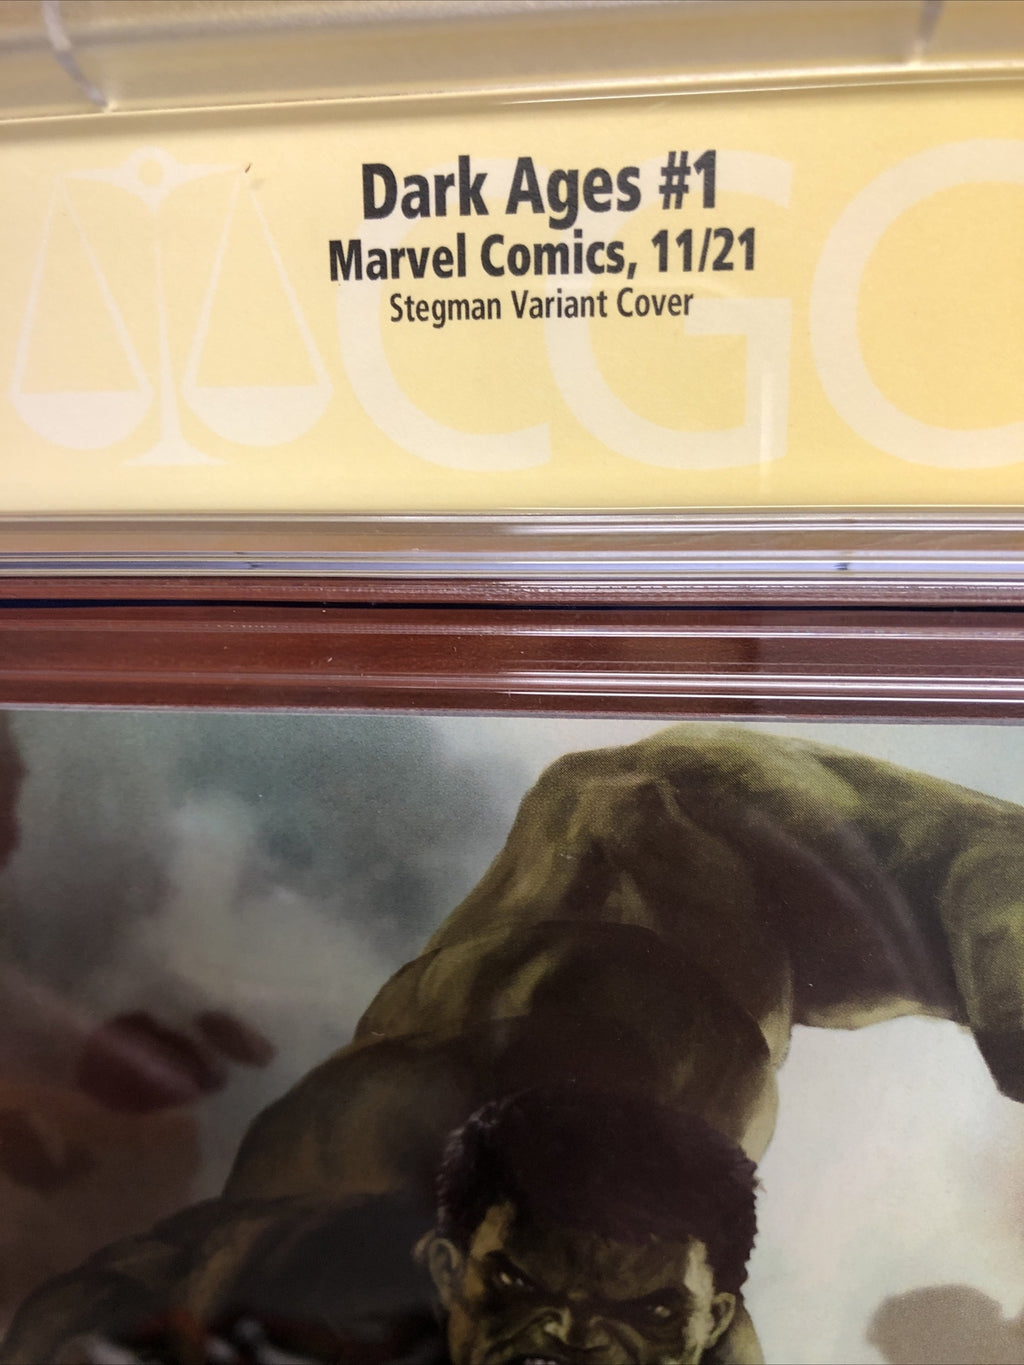 Dark Ages #1
Marvel Comics, 11/21
Stegman Variant Cover
CGC